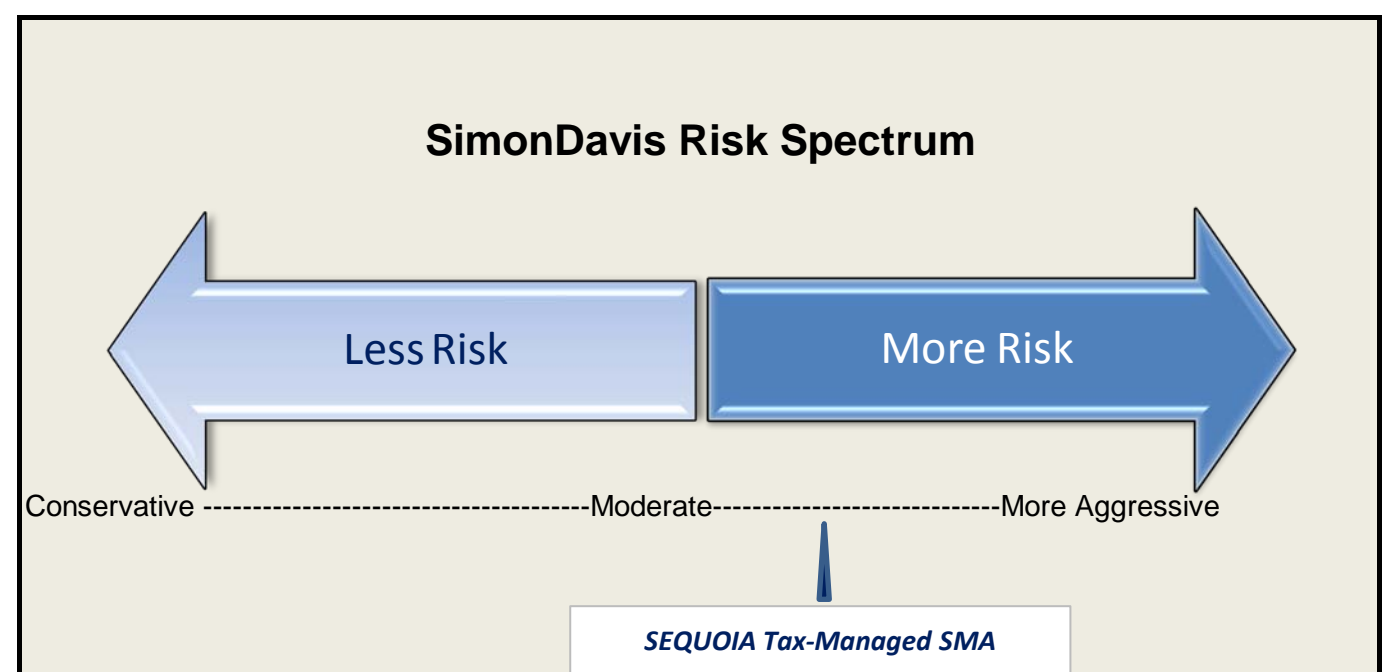 SimonDavis Risk Spectrum
Less Risk
More Risk
Conservative ---------------------------------------Moderate-----------------------------More Aggressive
SEQUOIA Tax-Managed SMA